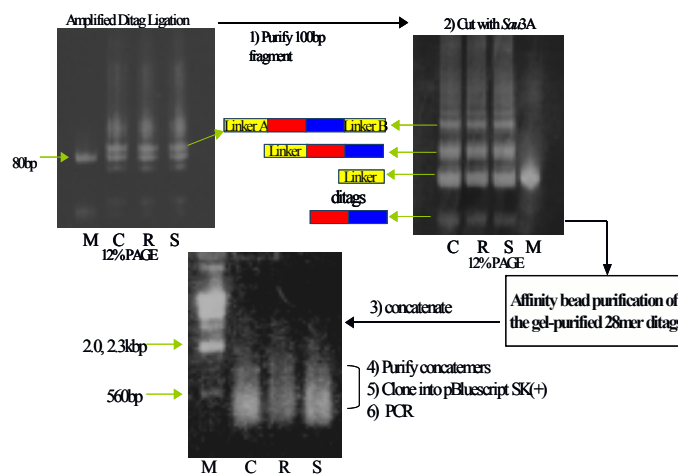 Amplified Ditag Ligation
1) Purify 100bp
fragment
2) Cut with Sau3A
80bp
Linker A
Linker B
Linker
Linker
ditags
M C R S
12% PAGE
C R S M
12% PAGE
Affinity bead purification of
the gel-purified 28mer ditags
3) concatenate
2.0, 2.3kbp
560bp
4) Purify concatemers
5) Clone into pBluescript SK(+)
6) PCR
M C R S